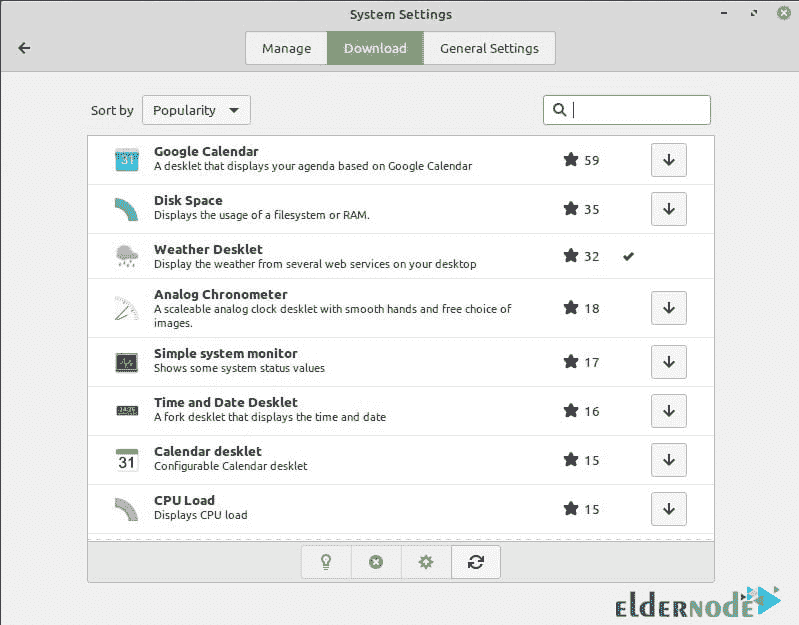 System Settings
Manage
Download
General Settings
Sort by
Popularity
31
Google Calendar
A desklet that displays your agenda based on Google Calendar
59
Disk Space
Displays the usage of a filesystem or RAM.
35
Weather Desklet
Display the weather from several web services on your desktop
32
Analog Chronometer
A scaleable analog clock desklet with smooth hands and free choice of
images.
18
Simple system monitor
Shows some system status values
17
Time and Date Desklet
A fork desklet that displays the time and date
16
31
Calendar desklet
Configurable Calendar desklet
15
CPU Load
Displays CPU load
15
eldernode